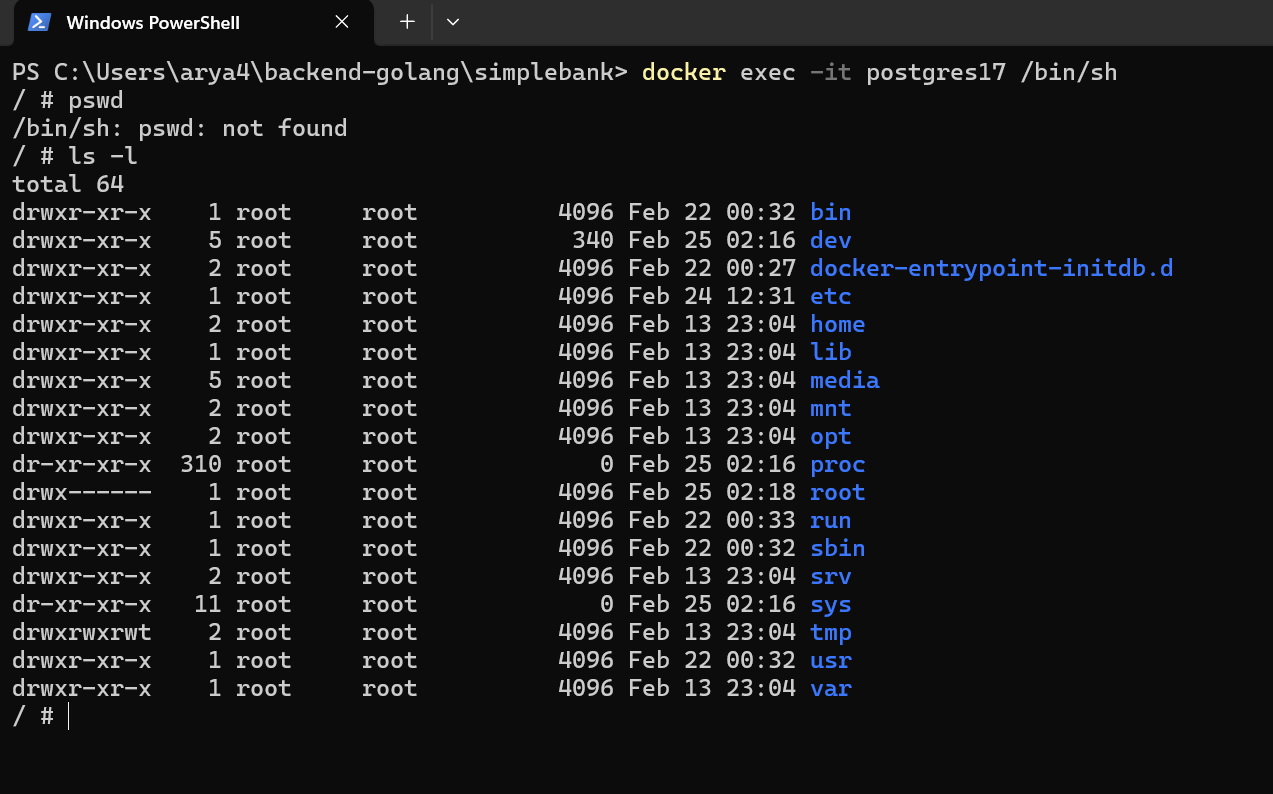 Windows PowerShell
PS C:\Users\arya4\backend-golang\simplebank> docker exec -it postgres17 /bin/sh
/ # pswd
/bin/sh: pswd: not found
/ # ls -l
total 64
drwxr-xr-x    1 root     root          4096 Feb 22 00:32 bin
drwxr-xr-x    5 root     root           340 Feb 25 02:16 dev
drwxr-xr-x    2 root     root          4096 Feb 22 00:27 docker-entrypoint-initdb.d
drwxr-xr-x    1 root     root          4096 Feb 24 12:31 etc
drwxr-xr-x    2 root     root          4096 Feb 13 23:04 home
drwxr-xr-x    1 root     root          4096 Feb 13 23:04 lib
drwxr-xr-x    5 root     root          4096 Feb 13 23:04 media
drwxr-xr-x    2 root     root          4096 Feb 13 23:04 mnt
drwxr-xr-x    2 root     root          4096 Feb 13 23:04 opt
dr-xr-xr-x  310 root     root             0 Feb 25 02:16 proc
drwx------    1 root     root          4096 Feb 25 02:18 root
drwxr-xr-x    1 root     root          4096 Feb 22 00:33 run
drwxr-xr-x    1 root     root          4096 Feb 22 00:32 sbin
drwxr-xr-x    2 root     root          4096 Feb 13 23:04 srv
dr-xr-xr-x   11 root     root             0 Feb 25 02:16 sys
drwxrwxrwt    2 root     root          4096 Feb 13 23:04 tmp
drwxr-xr-x    1 root     root          4096 Feb 22 00:32 usr
drwxr-xr-x    1 root     root          4096 Feb 13 23:04 var
/ #